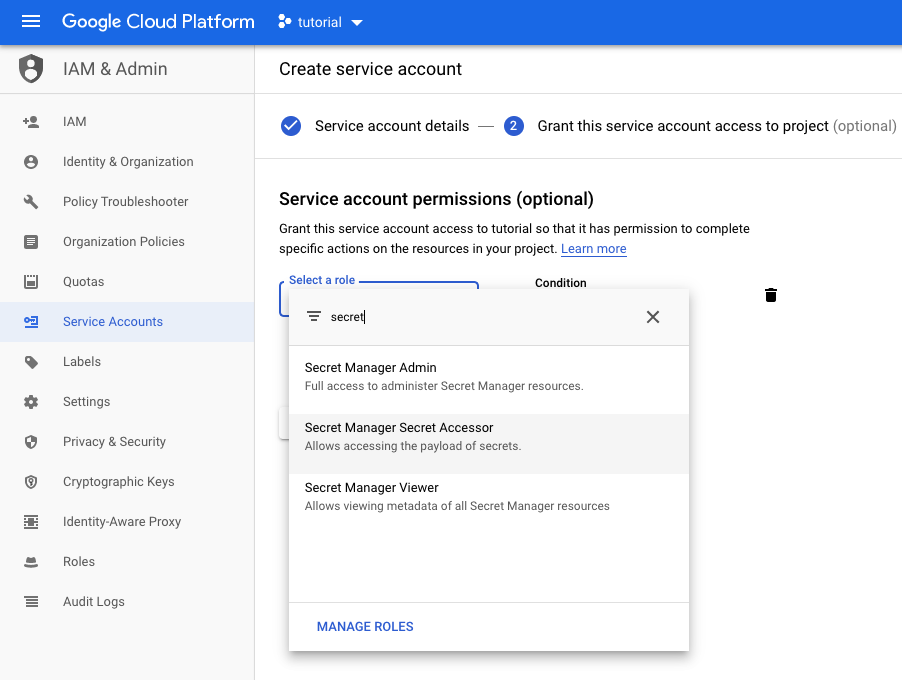 Google Cloud Platform
tutorial
IAM & Admin
IAM
Identity & Organization
Policy Troubleshooter
Organization Policies
Quotas
Service Accounts
Labels
Settings
Privacy & Security
Cryptographic Keys
Identity-Aware Proxy
Roles
Audit Logs
Create service account
Service account details — 2 Grant this service account access to project (optional)
Service account permissions (optional)
Grant this service account access to tutorial so that it has permission to complete
specific actions on the resources in your project. Learn more
Select a role
Condition
secret
Secret Manager Admin
Full access to administer Secret Manager resources.
Secret Manager Secret Accessor
Allows accessing the payload of secrets.
Secret Manager Viewer
Allows viewing metadata of all Secret Manager resources
MANAGE ROLES